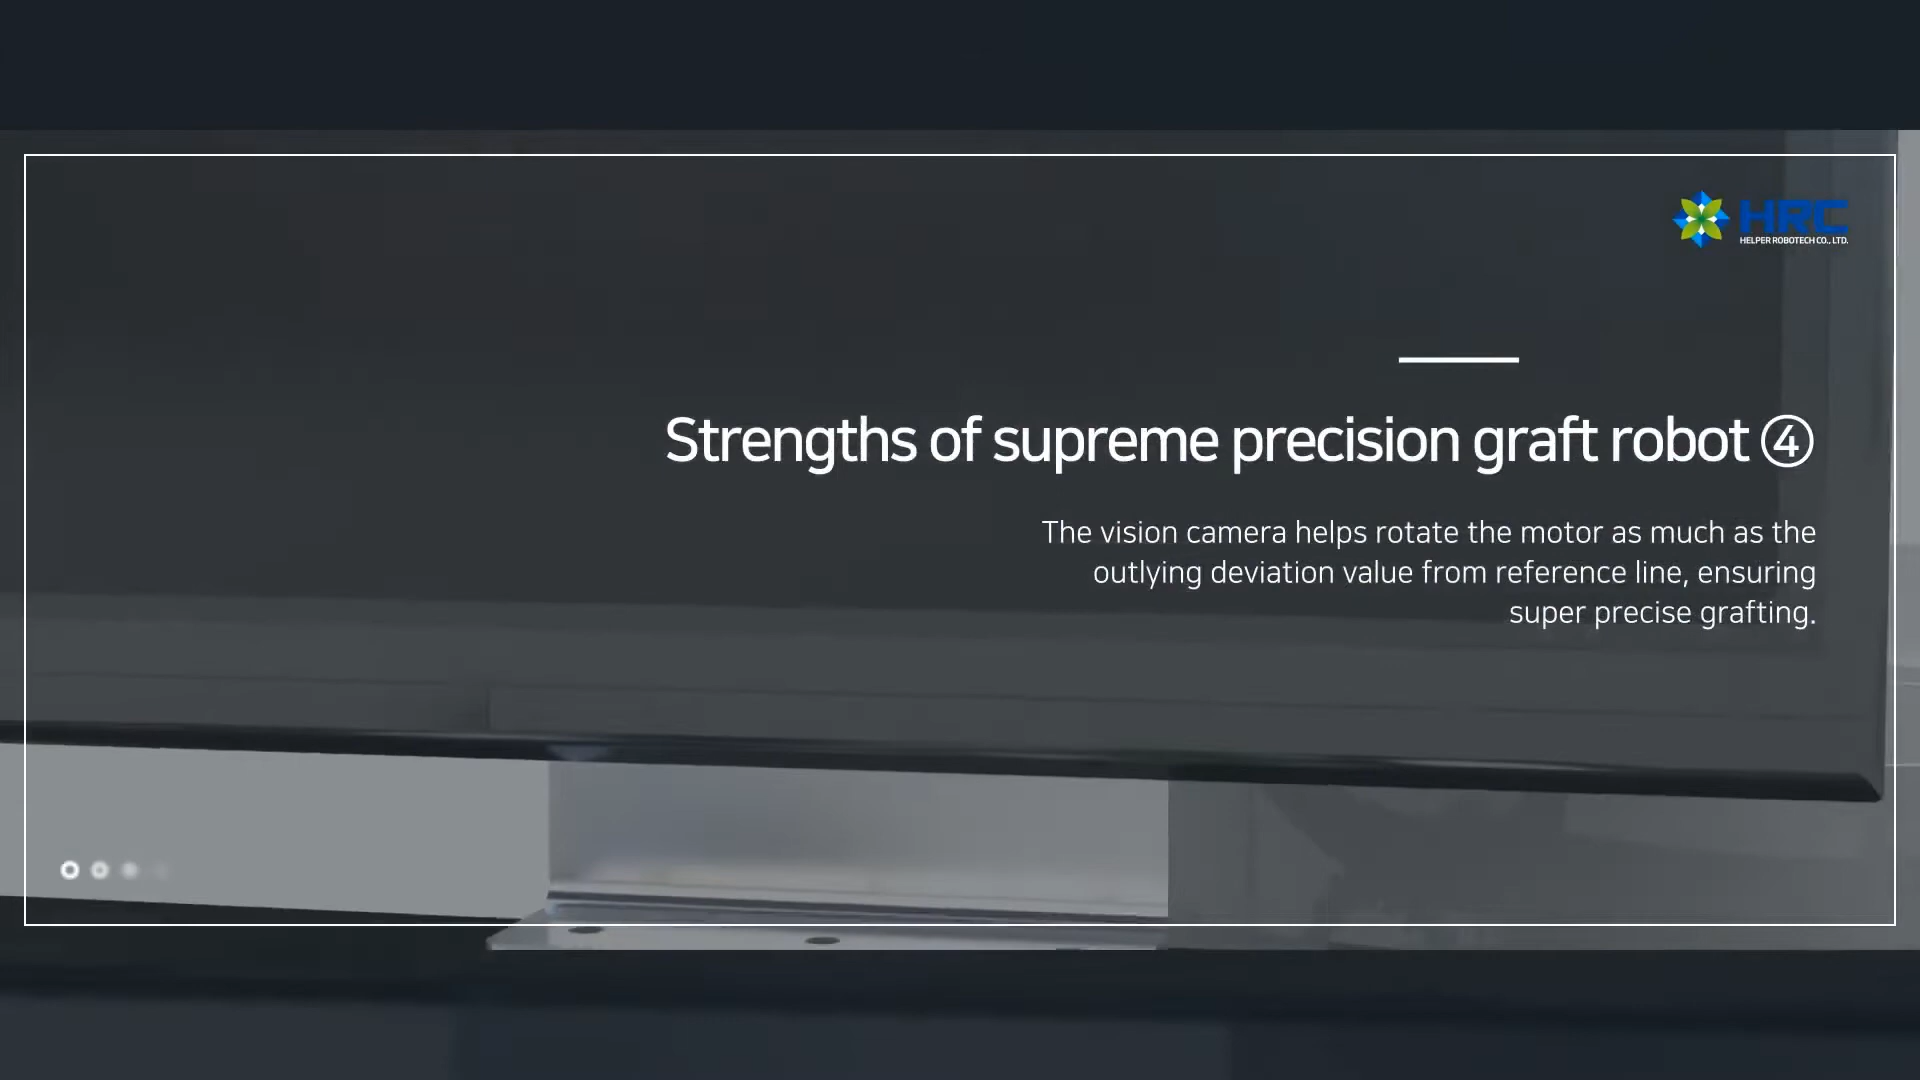 HRC
HELPER ROBOTECH CO., LTD.
Strengths of supreme precision graft robot ④
The vision camera helps rotate the motor as much as the
outlying deviation value from reference line, ensuring
super precise grafting.